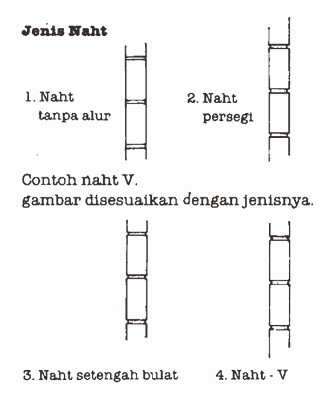 Jenis Naht
1. Naht
tanpa alur
2. Naht
persegi
Contoh naht V.
gambar disesuaikan dengan jenisnya.
3. Naht setengah bulat
4. Naht - V